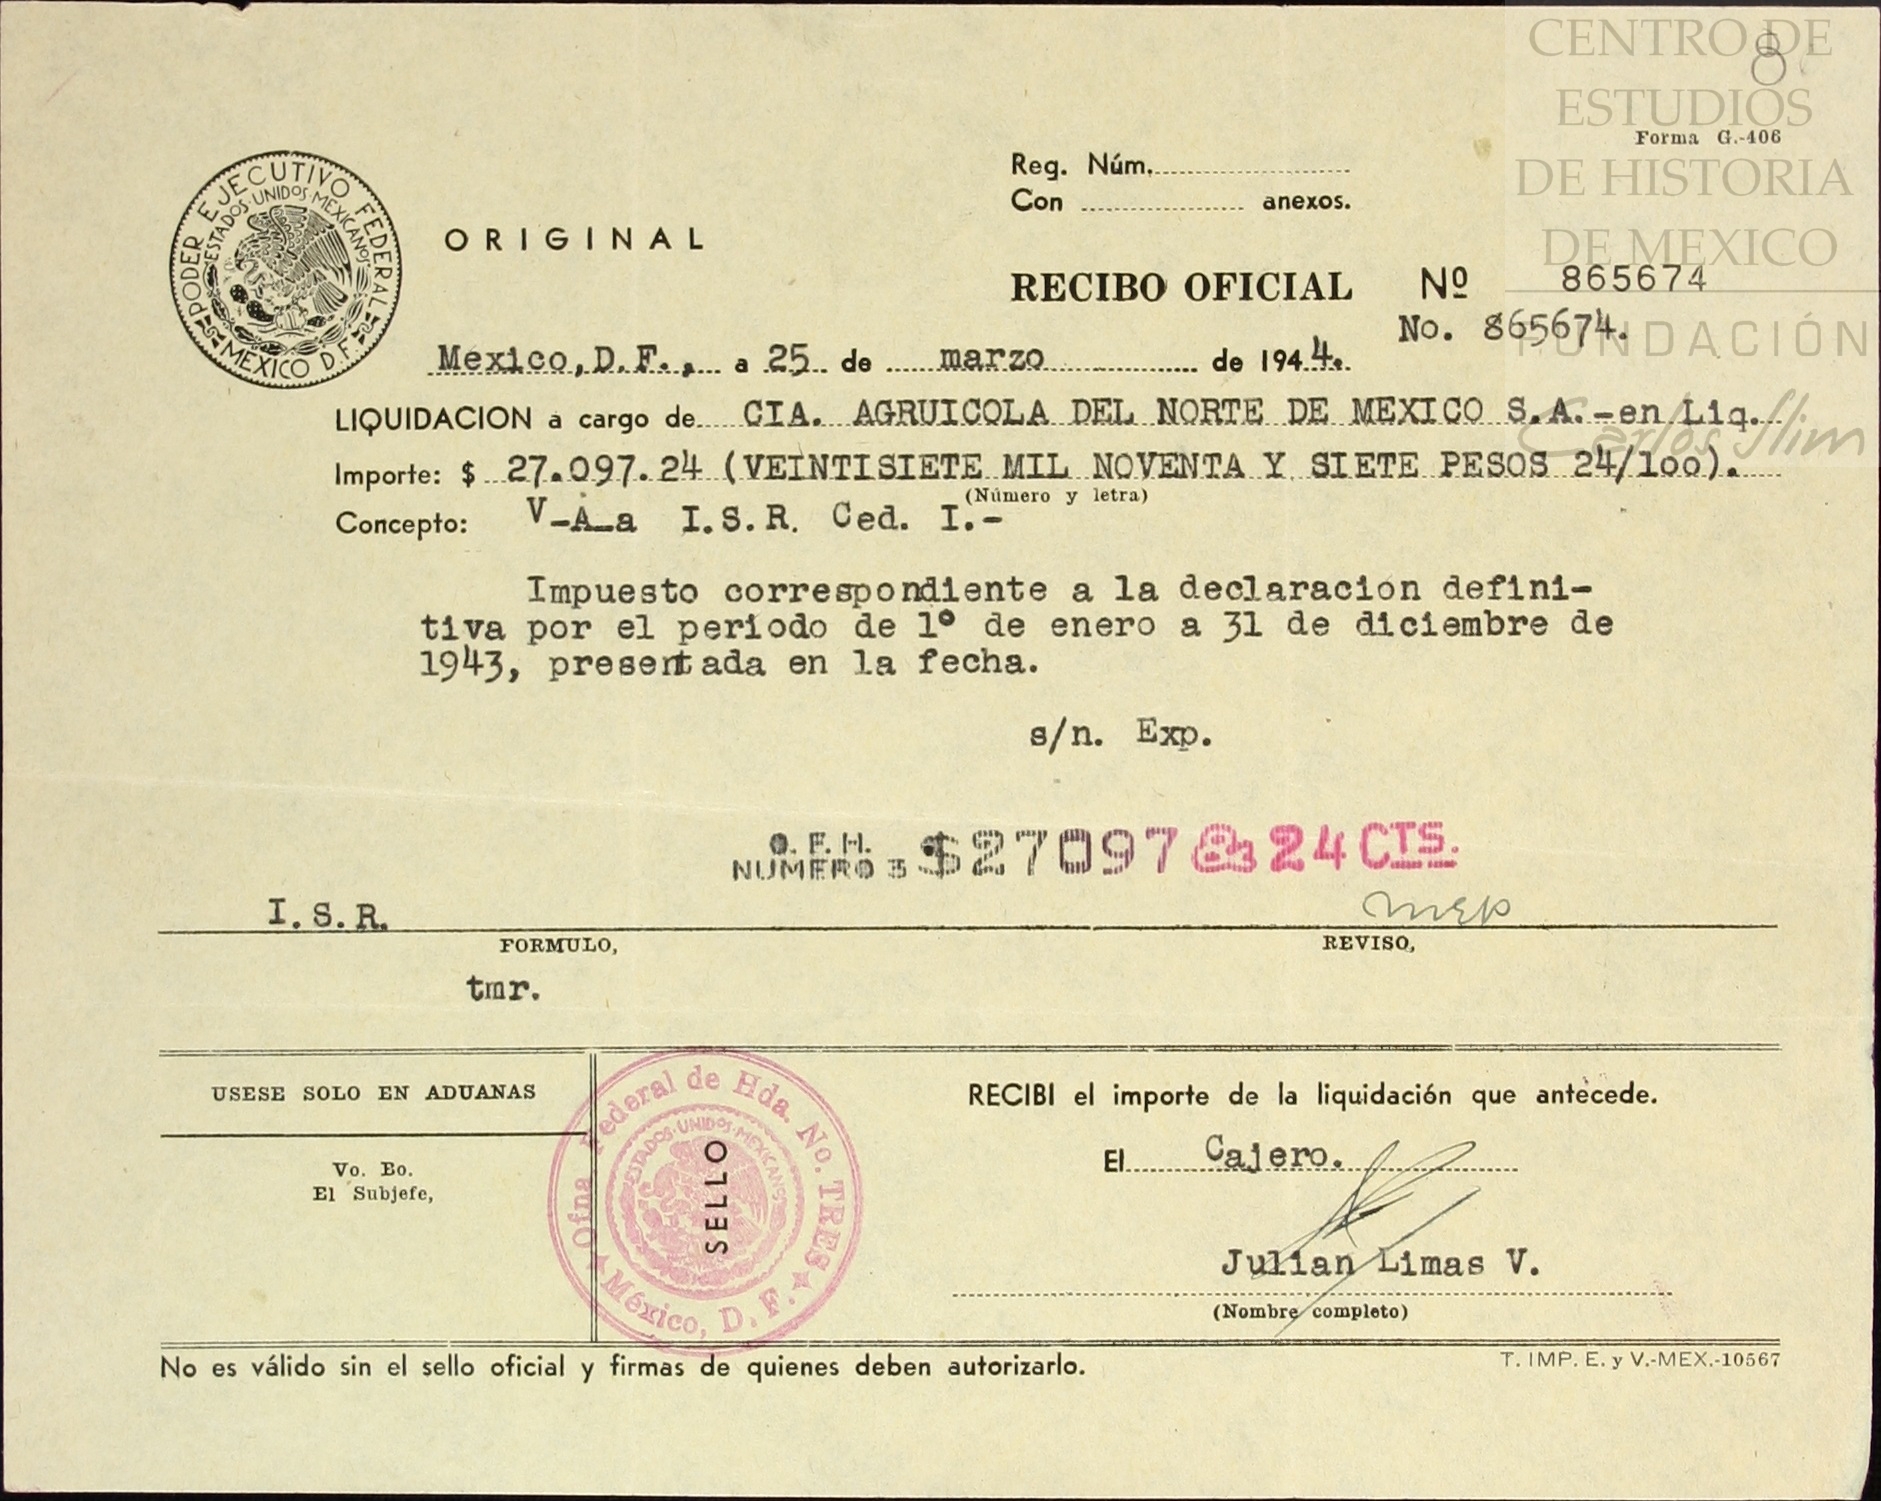 CENTRO DE
ESTUDIOS
DE HISTORIA
DE MEXICO
FUNDACIÓN
Carlos Slim
8
Forma G.-406
PODER EJECUTIVO FEDERAL
ESTADOS·UNIDOS·MEXICANOS
MEXICO D.F.
Reg. Núm.
Con anexos.
ORIGINAL
RECIBO OFICIAL Nº 865674
No. 865674.
México, D.F., a 25 de marzo de 1944.
LIQUIDACION a cargo de CIA. AGRUICOLA DEL NORTE DE MEXICO S.A.-en Liq.
Importe: $ 27.097.24 (VEINTISIETE MIL NOVENTA Y SIETE PESOS 24/100).
(Número y letra)
Concepto: V-A-a I.S.R. Ced. I.-
Impuesto correspondiente a la declaracion defini-
tiva por el periodo de 1º de enero a 31 de diciembre de
1943, presentada en la fecha.
s/n. Exp.
O.F.H.
NUMERO 3 $27097 & 24 CTS.
I.S.R.
FORMULO, REVISO,
tmr.
USESE SOLO EN ADUANAS
Vo. Bo.
El Subjefe,
Ofna Federal de Hda. No. TRES
ESTADOS·UNIDOS·MEXICANOS
México, D. F.
SELLO
RECIBI el importe de la liquidación que antecede.
El Cajero.
Julian Limas V.
(Nombre completo)
No es válido sin el sello oficial y firmas de quienes deben autorizarlo.
T. IMP. E. y V.-MEX.-10567